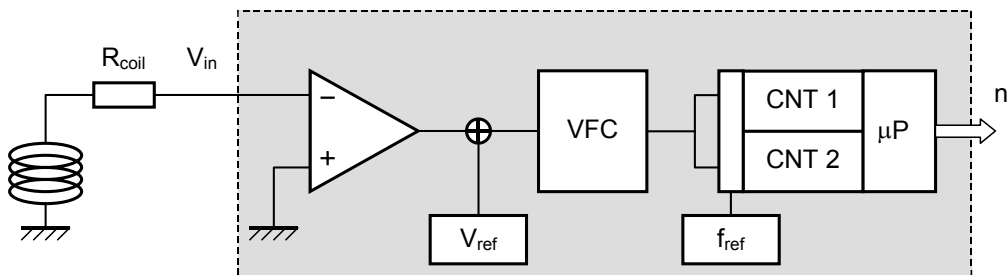 R_coil
V_in
−
+
VFC
V_ref
CNT 1
CNT 2
μP
f_ref
n